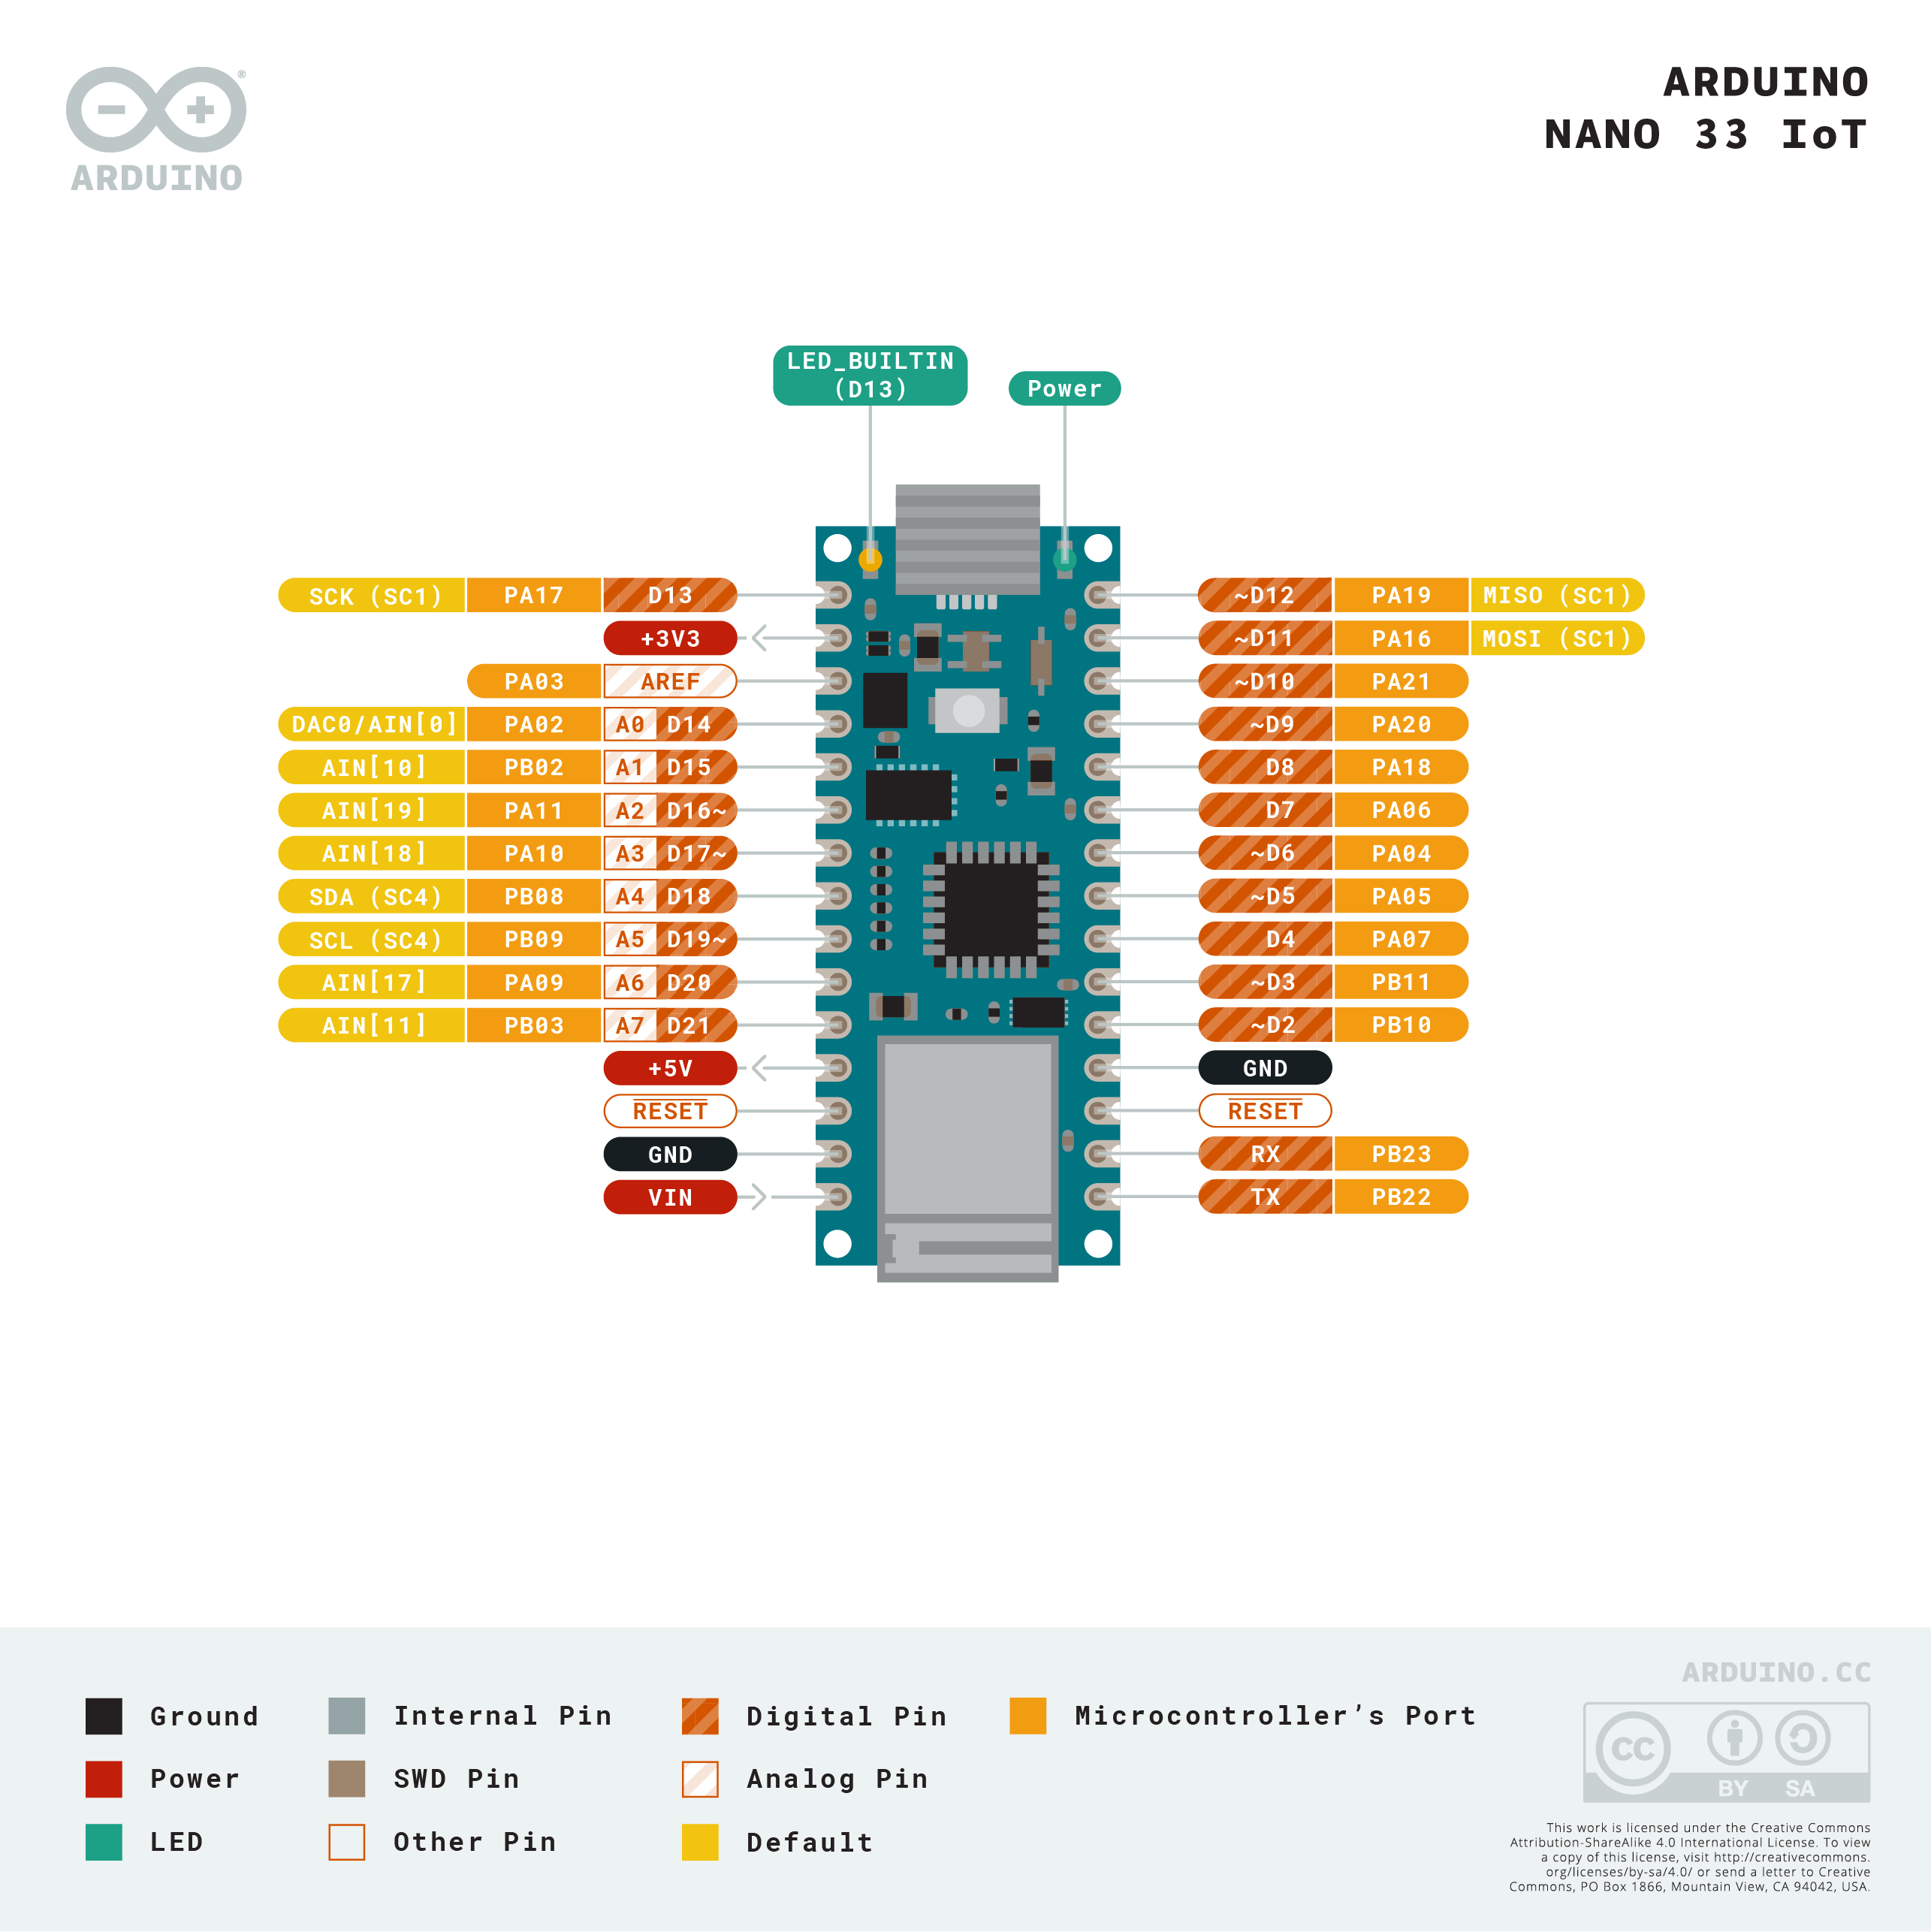 ARDUINO
NANO 33 IoT
®
ARDUINO
LED_BUILTIN
(D13)
Power
SCK (SC1) PA17 D13
+3V3
PA03 AREF
DAC0/AIN[0] PA02 A0 D14
AIN[10] PB02 A1 D15
AIN[19] PA11 A2 D16~
AIN[18] PA10 A3 D17~
SDA (SC4) PB08 A4 D18
SCL (SC4) PB09 A5 D19~
AIN[17] PA09 A6 D20
AIN[11] PB03 A7 D21
+5V
RESET
GND
VIN
~D12 PA19 MISO (SC1)
~D11 PA16 MOSI (SC1)
~D10 PA21
~D9 PA20
D8 PA18
D7 PA06
~D6 PA04
~D5 PA05
D4 PA07
~D3 PB11
~D2 PB10
GND
RESET
RX PB23
TX PB22
Ground
Power
LED
Internal Pin
SWD Pin
Other Pin
Digital Pin
Analog Pin
Default
Microcontroller’s Port
ARDUINO.CC
CC
BY SA
This work is licensed under the Creative Commons
Attribution-ShareAlike 4.0 International License. To view
a copy of this license, visit http://creativecommons.
org/licenses/by-sa/4.0/ or send a letter to Creative
Commons, PO Box 1866, Mountain View, CA 94042, USA.